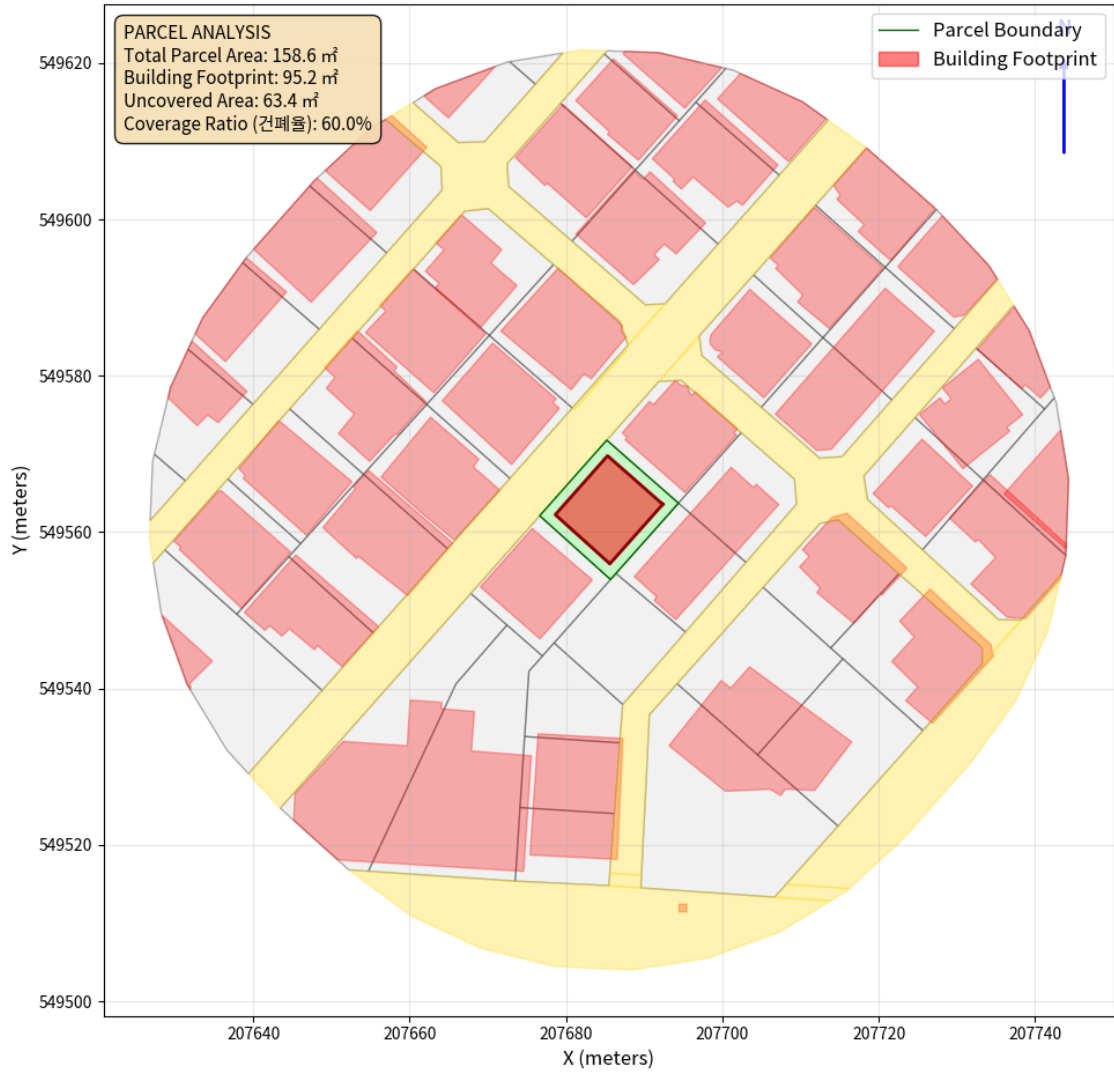 PARCEL ANALYSIS
Total Parcel Area: 158.6 ㎡
Building Footprint: 95.2 ㎡
Uncovered Area: 63.4 ㎡
Coverage Ratio (건폐율): 60.0%
Parcel Boundary
Building Footprint
N
549620
549600
549580
549560
549540
549520
549500
Y (meters)
207640
207660
207680
207700
207720
207740
X (meters)